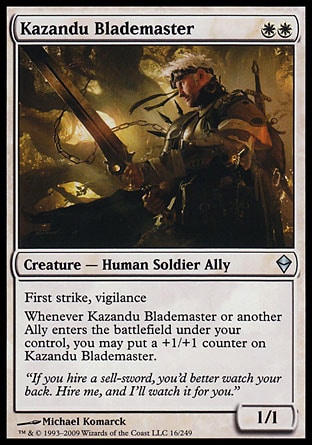 Kazandu Blademaster
Creature — Human Soldier Ally
First strike, vigilance
Whenever Kazandu Blademaster or another
Ally enters the battlefield under your
control, you may put a +1/+1 counter on
Kazandu Blademaster.
“If you hire a sell-sword, you’d better watch your
back. Hire me, and I’ll watch it for you.”
Michael Komarck
™ & © 1993–2009 Wizards of the Coast LLC 16/249
1/1